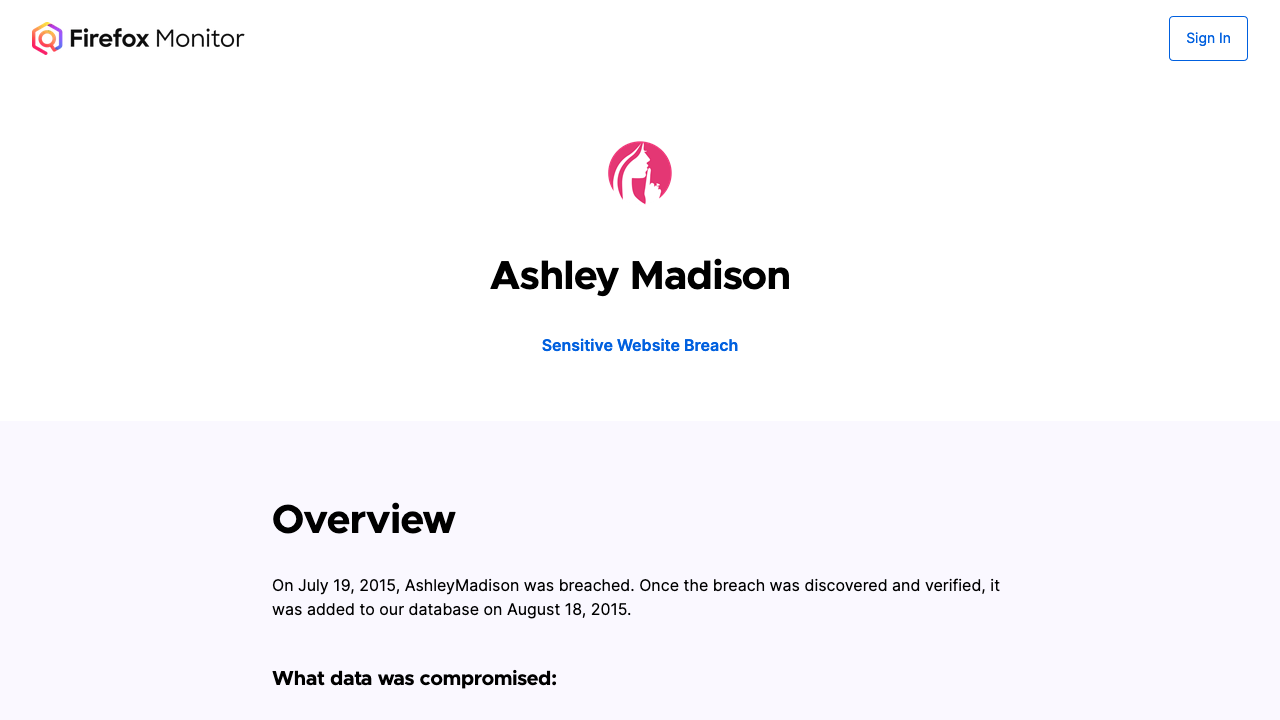 Firefox Monitor
Sign In
Ashley Madison
Sensitive Website Breach
Overview
On July 19, 2015, AshleyMadison was breached. Once the breach was discovered and verified, it
was added to our database on August 18, 2015.
What data was compromised: